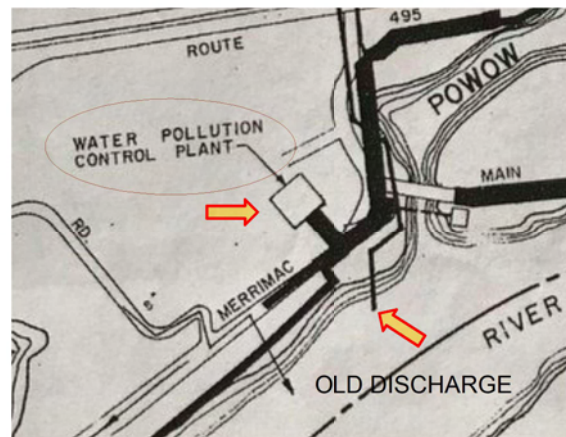 495
ROUTE
POWOW
WATER POLLUTION
CONTROL PLANT
MAIN
RD.
MERRIMAC
RIVER
OLD DISCHARGE